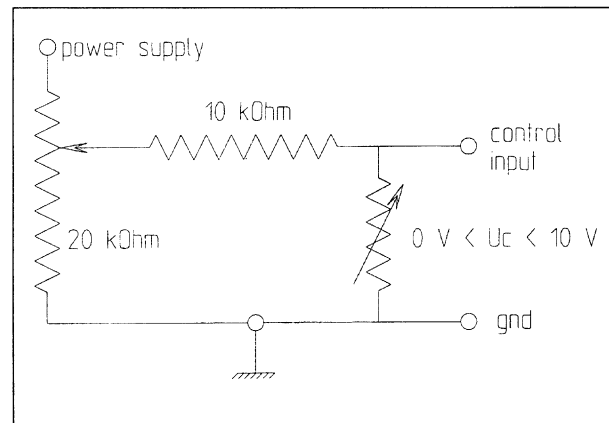 power supply
10 kOhm
control
input
20 kOhm
0 V < Uc < 10 V
gnd